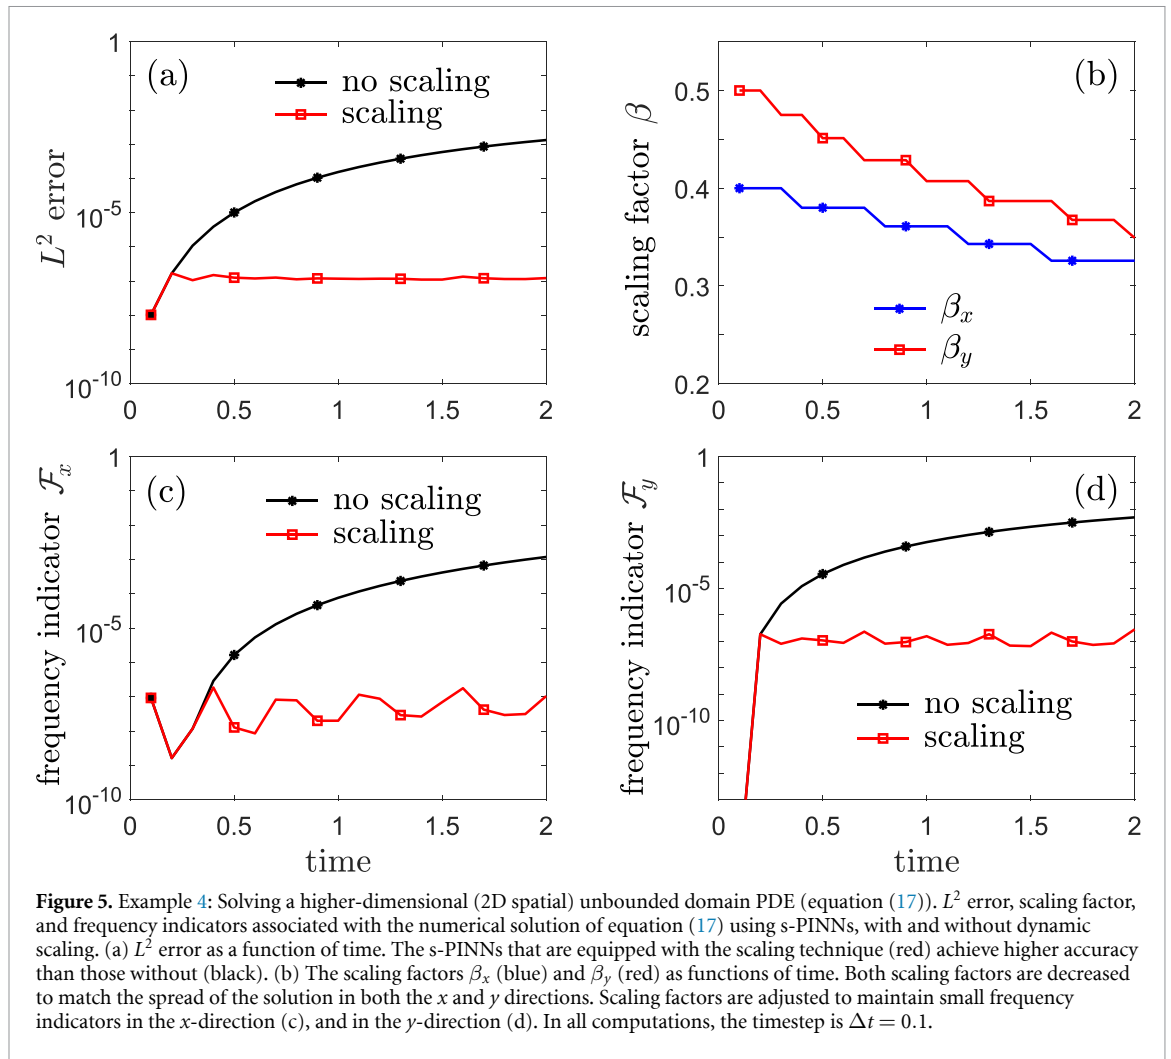 (a)
no scaling
scaling
L² error
1
10⁻⁵
10⁻¹⁰
0 0.5 1 1.5 2
(b)
scaling factor β
0.5
0.4
0.3
0.2
βₓ
β_y
0 0.5 1 1.5 2
(c)
no scaling
scaling
frequency indicator 𝓕ₓ
1
10⁻⁵
10⁻¹⁰
0 0.5 1 1.5 2
time
(d)
frequency indicator 𝓕_y
1
10⁻⁵
10⁻¹⁰
no scaling
scaling
0 0.5 1 1.5 2
time
Figure 5. Example 4: Solving a higher-dimensional (2D spatial) unbounded domain PDE (equation (17)). L² error, scaling factor,
and frequency indicators associated with the numerical solution of equation (17) using s-PINNs, with and without dynamic
scaling. (a) L² error as a function of time. The s-PINNs that are equipped with the scaling technique (red) achieve higher accuracy
than those without (black). (b) The scaling factors βₓ (blue) and β_y (red) as functions of time. Both scaling factors are decreased
to match the spread of the solution in both the x and y directions. Scaling factors are adjusted to maintain small frequency
indicators in the x-direction (c), and in the y-direction (d). In all computations, the timestep is Δt = 0.1.